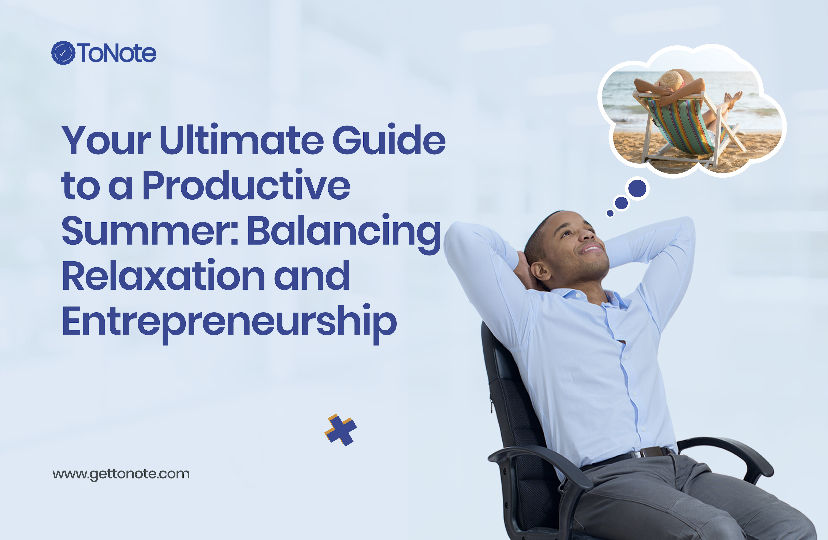 ToNote
Your Ultimate Guide
to a Productive
Summer: Balancing
Relaxation and
Entrepreneurship
www.gettonote.com